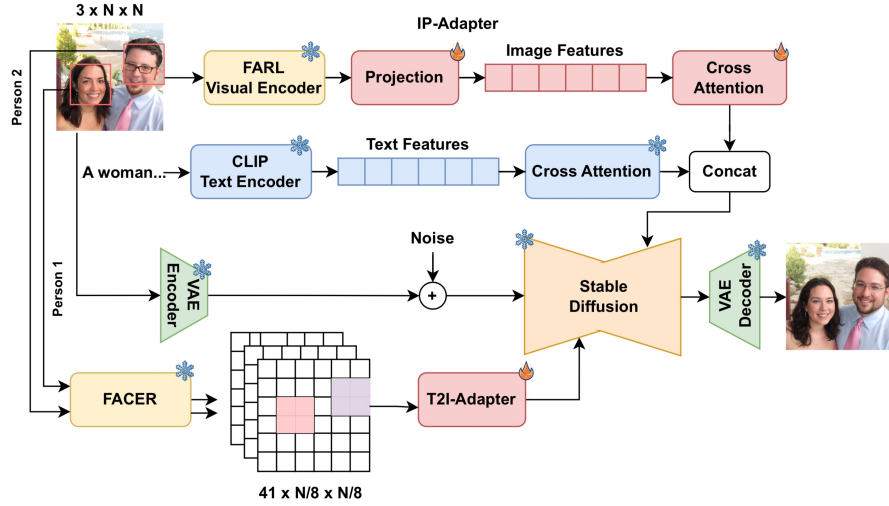 3 x N x N
IP-Adapter
Person 2
FARL
Visual Encoder
Projection
Image Features
Cross
Attention
A woman...
CLIP
Text Encoder
Text Features
Cross Attention
Concat
Person 1
VAE
Encoder
Noise
+
Stable
Diffusion
VAE
Decoder
FACER
T2I-Adapter
41 x N/8 x N/8